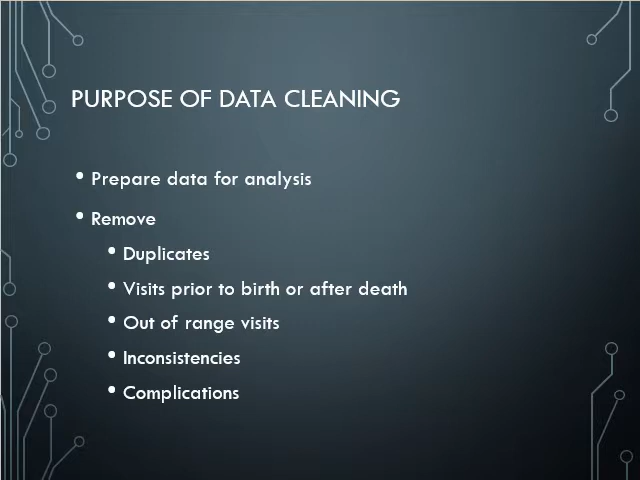 PURPOSE OF DATA CLEANING
• Prepare data for analysis
• Remove
• Duplicates
• Visits prior to birth or after death
• Out of range visits
• Inconsistencies
• Complications